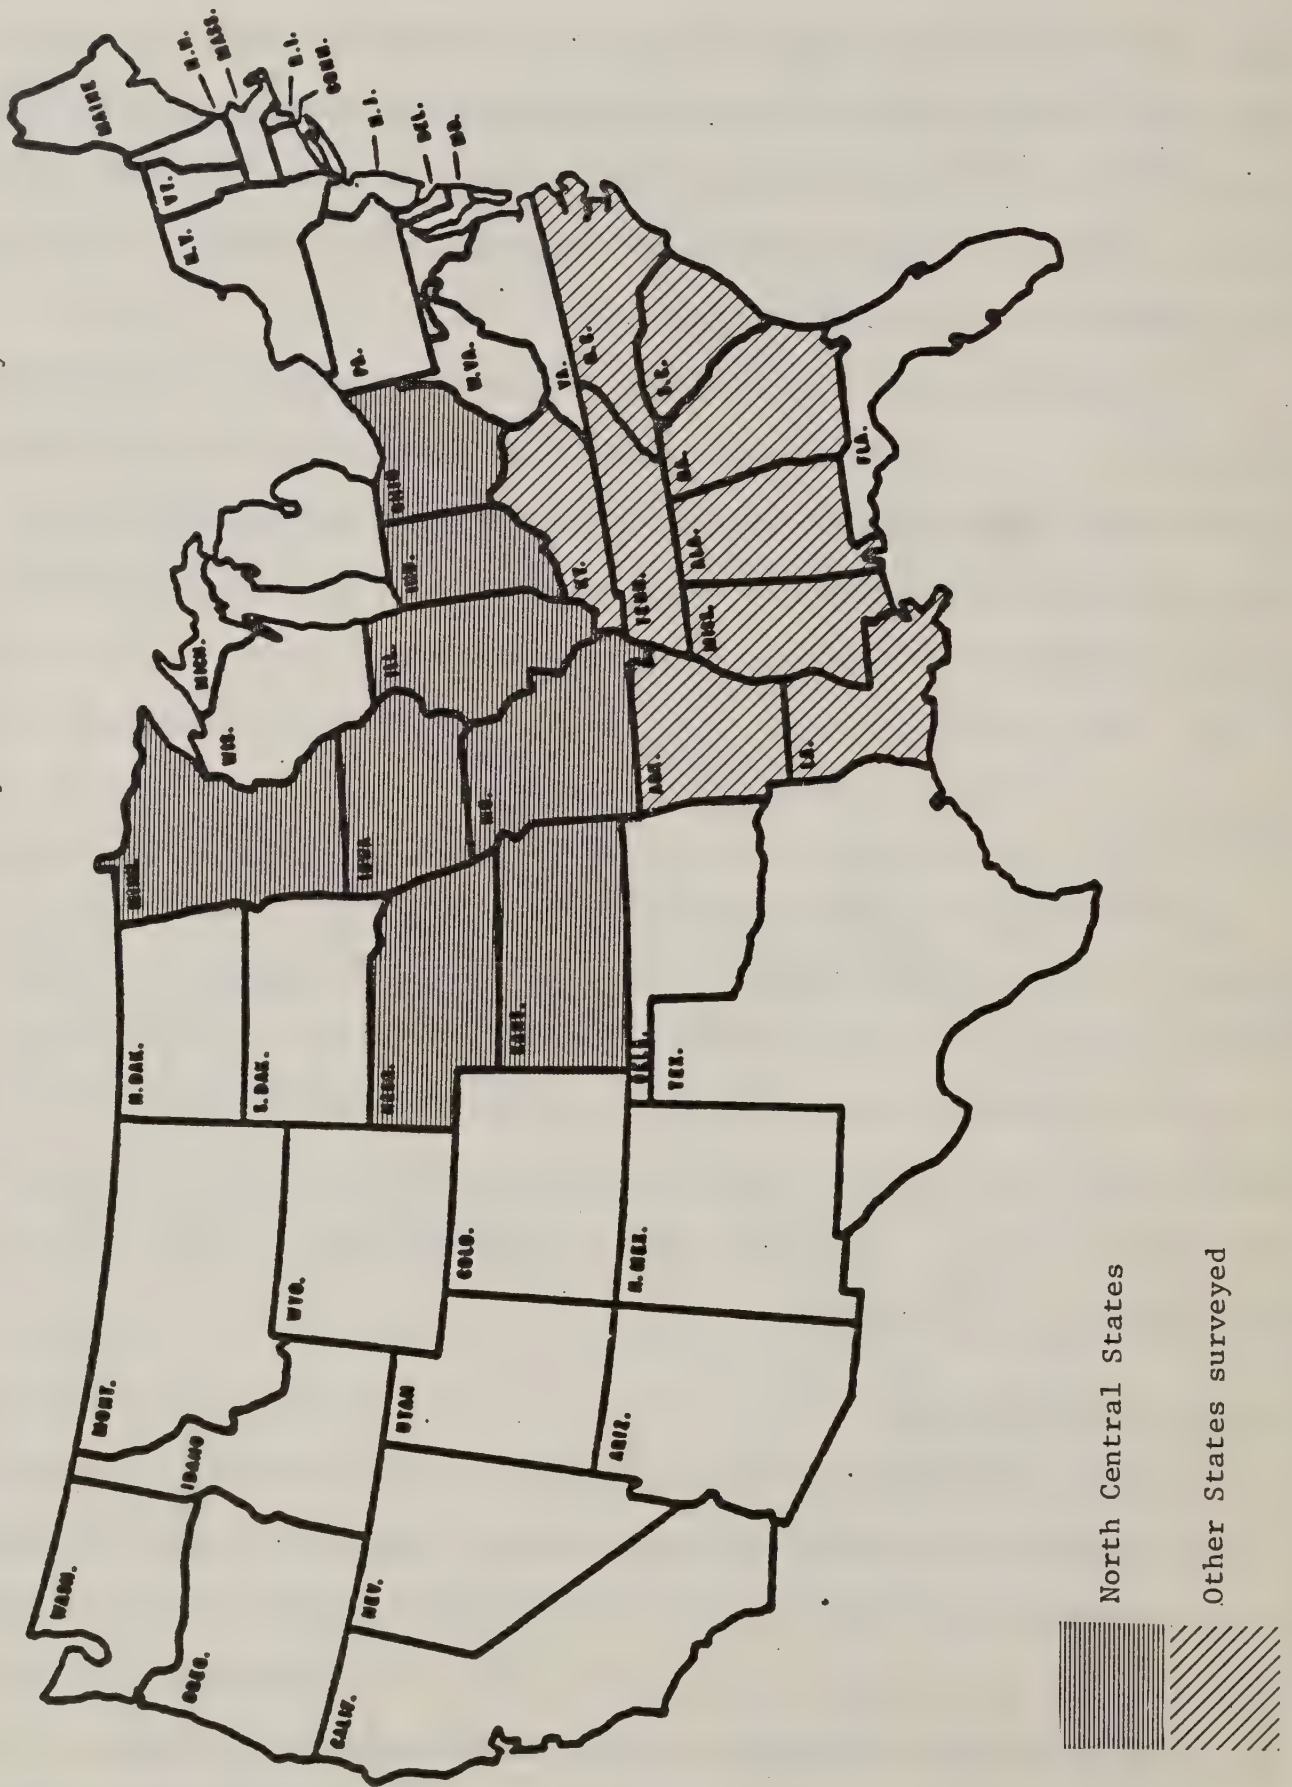 WASH.
OREG.
CALIF.
NEV.
IDAHO
MONT.
WYO.
UTAH
ARIZ.
COLO.
N. MEX.
N. DAK.
S. DAK.
NEBR.
KANS.
OKLA.
TEX.
MINN.
IOWA
MO.
ARK.
LA.
WIS.
MICH.
ILL.
IND.
OHIO
KY.
TENN.
MISS.
ALA.
GA.
FLA.
S.C.
N.C.
VA.
W.VA.
PA.
N.Y.
VT.
MAINE
N.H.
MASS.
R.I.
CONN.
N.J.
DEL.
MD.
North Central States
Other States surveyed